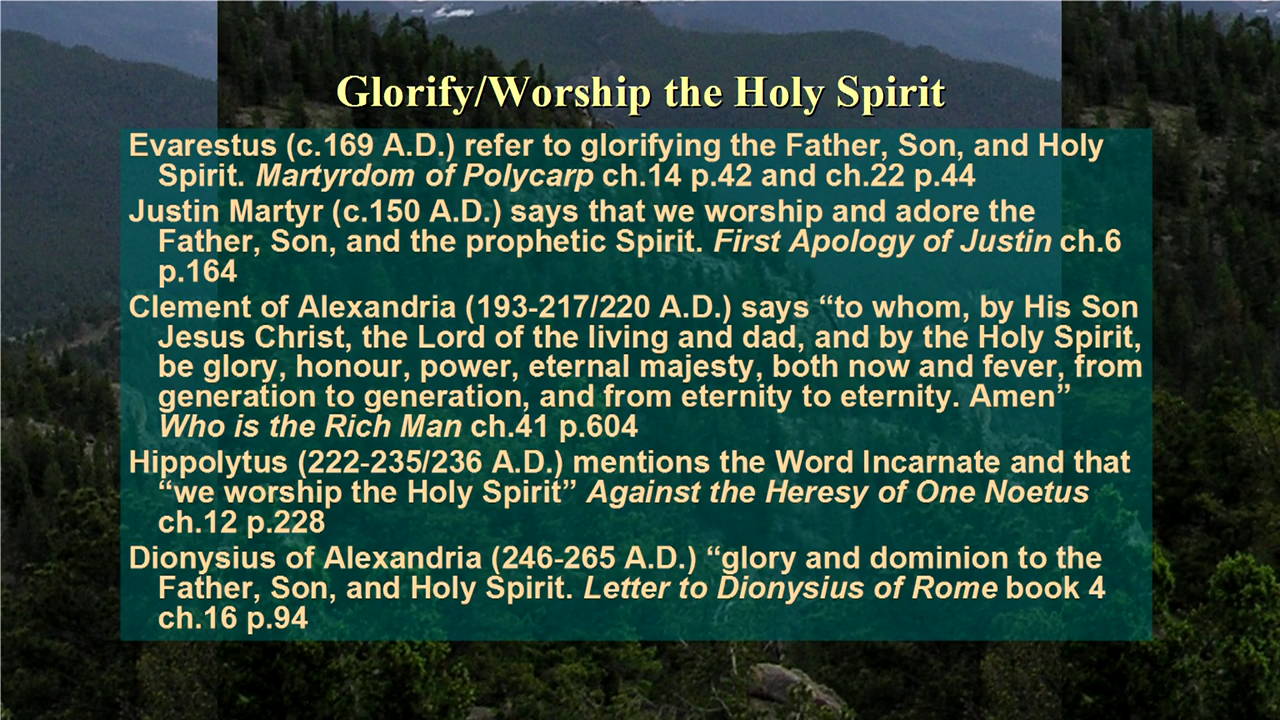 Glorify/Worship the Holy Spirit
Evarestus (c.169 A.D.) refer to glorifying the Father, Son, and Holy
Spirit. Martyrdom of Polycarp ch.14 p.42 and ch.22 p.44
Justin Martyr (c.150 A.D.) says that we worship and adore the
Father, Son, and the prophetic Spirit. First Apology of Justin ch.6
p.164
Clement of Alexandria (193-217/220 A.D.) says “to whom, by His Son
Jesus Christ, the Lord of the living and dad, and by the Holy Spirit,
be glory, honour, power, eternal majesty, both now and fever, from
generation to generation, and from eternity to eternity. Amen”
Who is the Rich Man ch.41 p.604
Hippolytus (222-235/236 A.D.) mentions the Word Incarnate and that
“we worship the Holy Spirit” Against the Heresy of One Noetus
ch.12 p.228
Dionysius of Alexandria (246-265 A.D.) “glory and dominion to the
Father, Son, and Holy Spirit. Letter to Dionysius of Rome book 4
ch.16 p.94